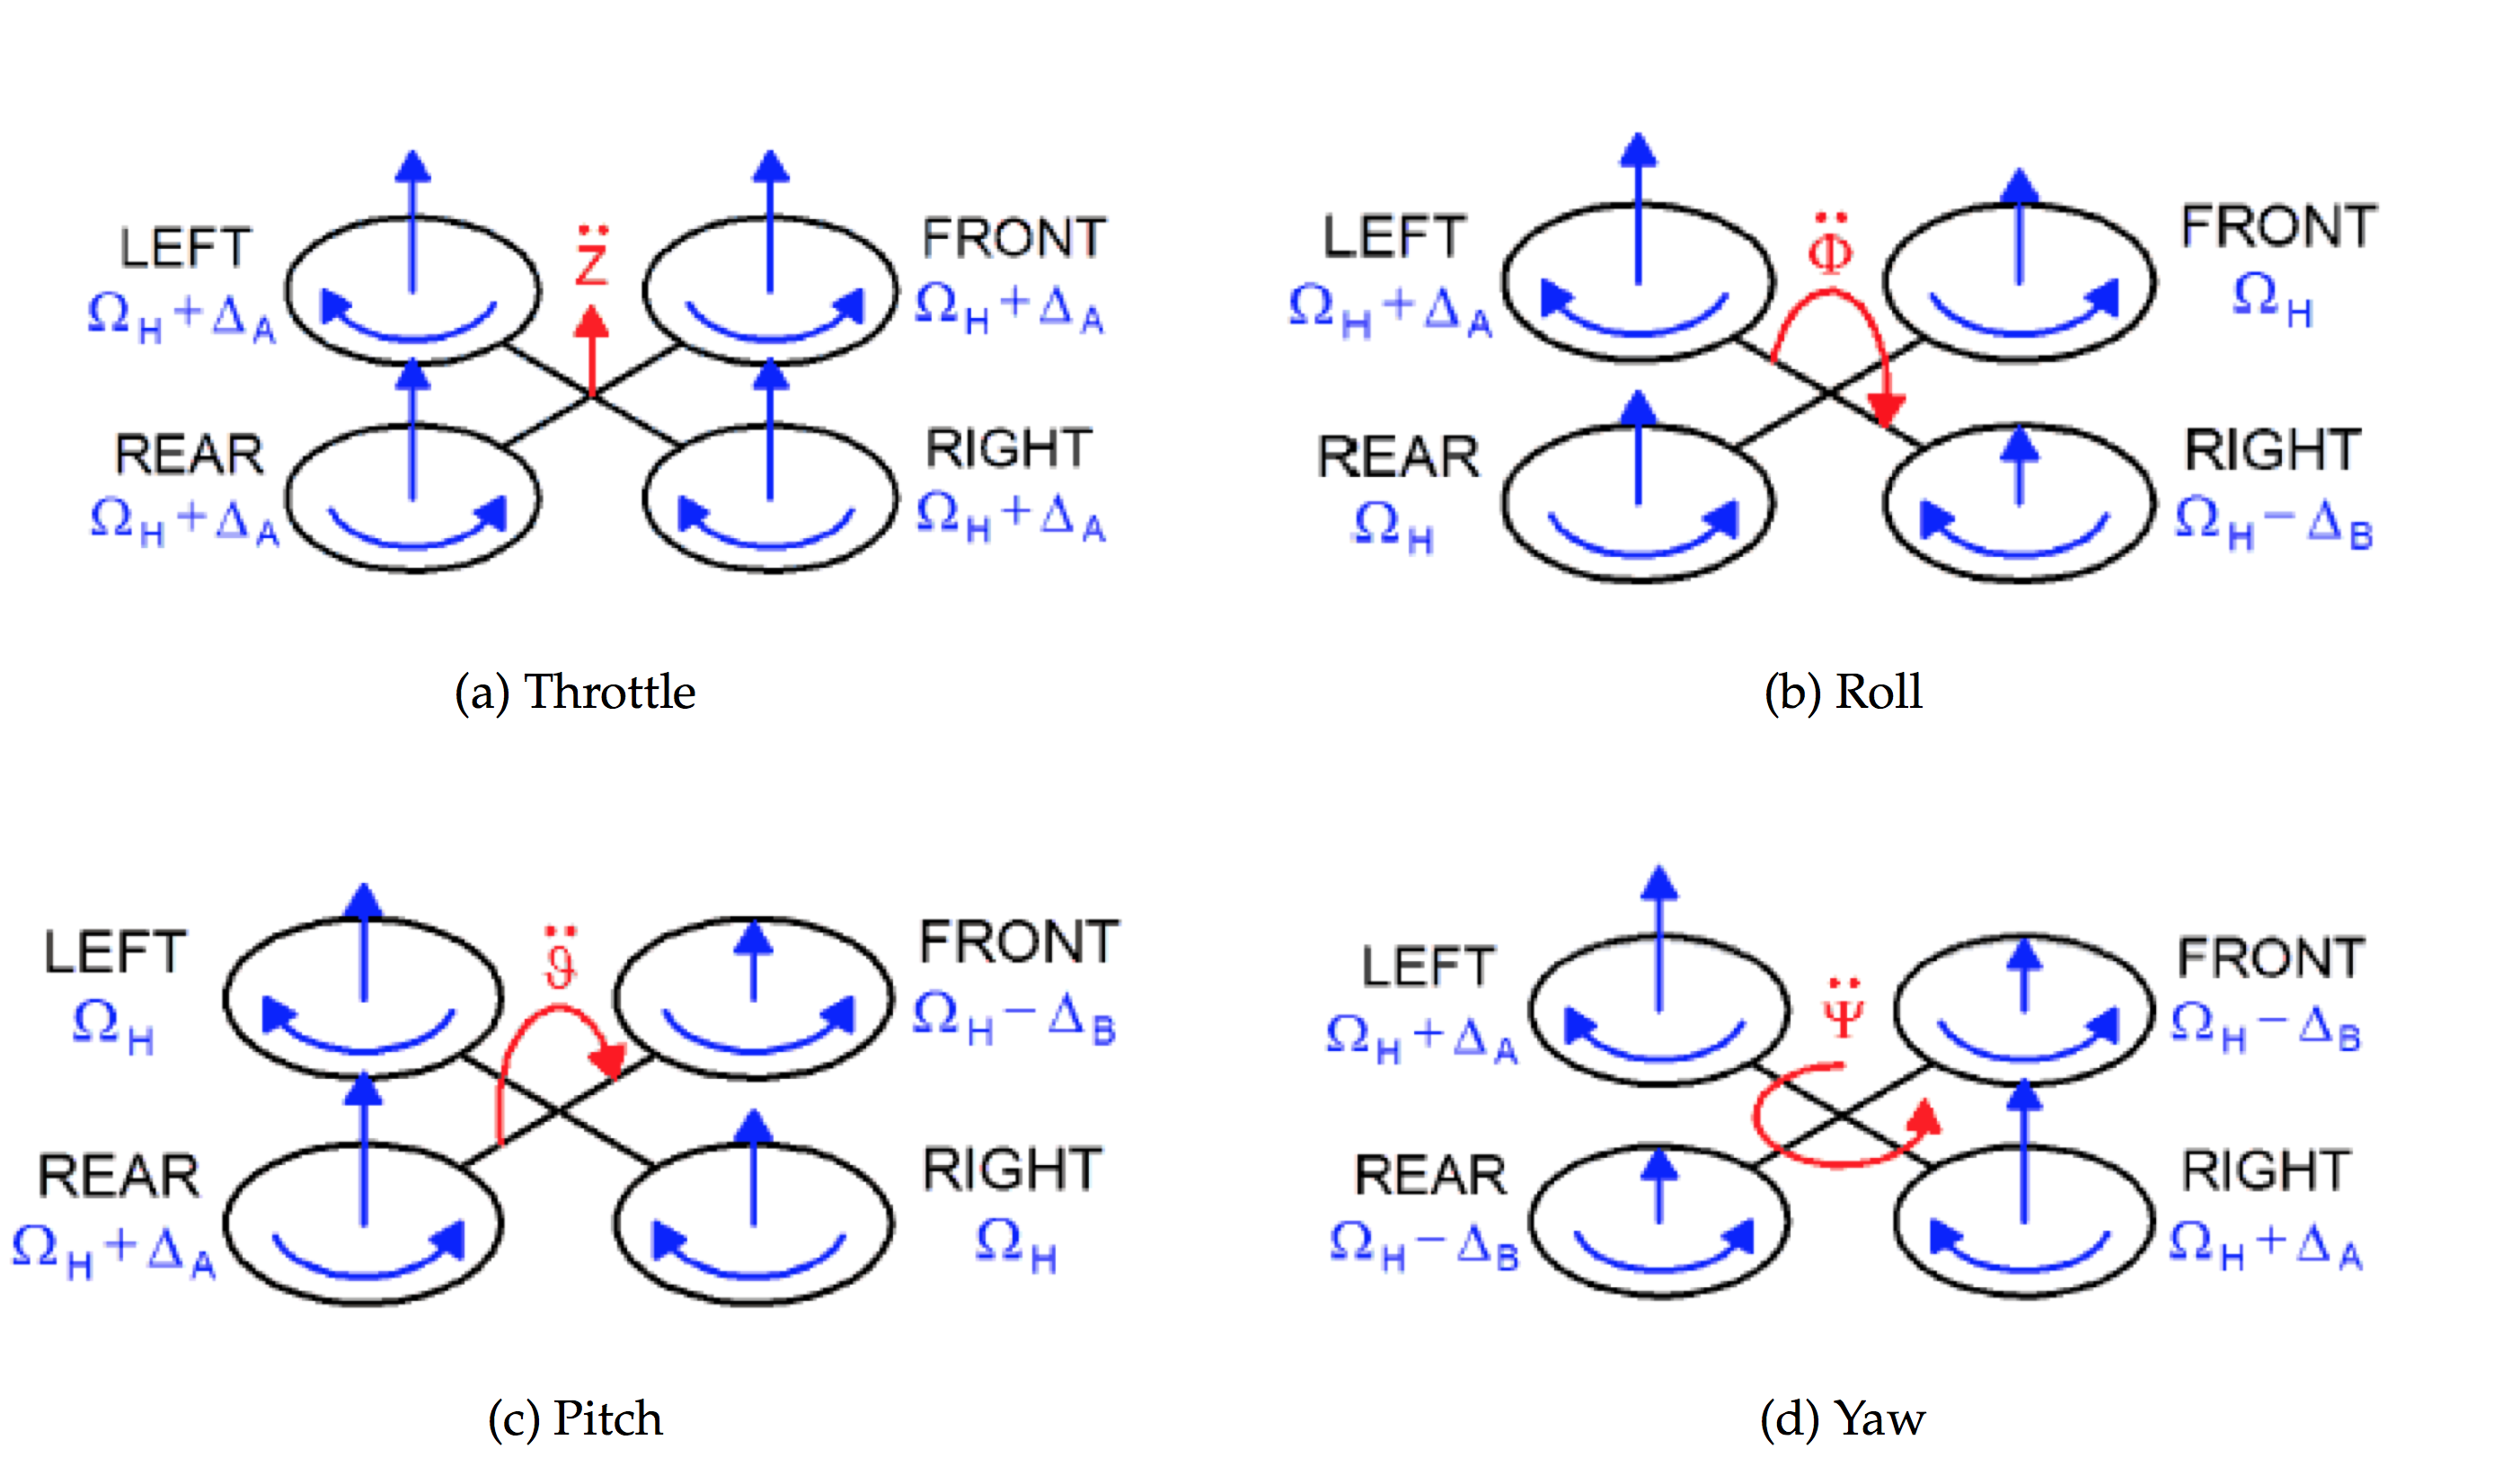 Z̈
LEFT
Ω_H + Δ_A
FRONT
Ω_H + Δ_A
REAR
Ω_H + Δ_A
RIGHT
Ω_H + Δ_A
(a) Throttle
Φ̈
LEFT
Ω_H + Δ_A
FRONT
Ω_H
REAR
Ω_H
RIGHT
Ω_H − Δ_B
(b) Roll
ϑ̈
LEFT
Ω_H
FRONT
Ω_H − Δ_B
REAR
Ω_H + Δ_A
RIGHT
Ω_H
(c) Pitch
Ψ̈
LEFT
Ω_H + Δ_A
FRONT
Ω_H − Δ_B
REAR
Ω_H − Δ_B
RIGHT
Ω_H + Δ_A
(d) Yaw